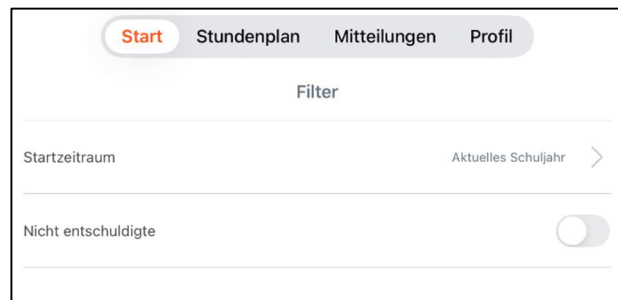 Start Stundenplan Mitteilungen Profil
Filter
Startzeitraum Aktuelles Schuljahr
Nicht entschuldigte